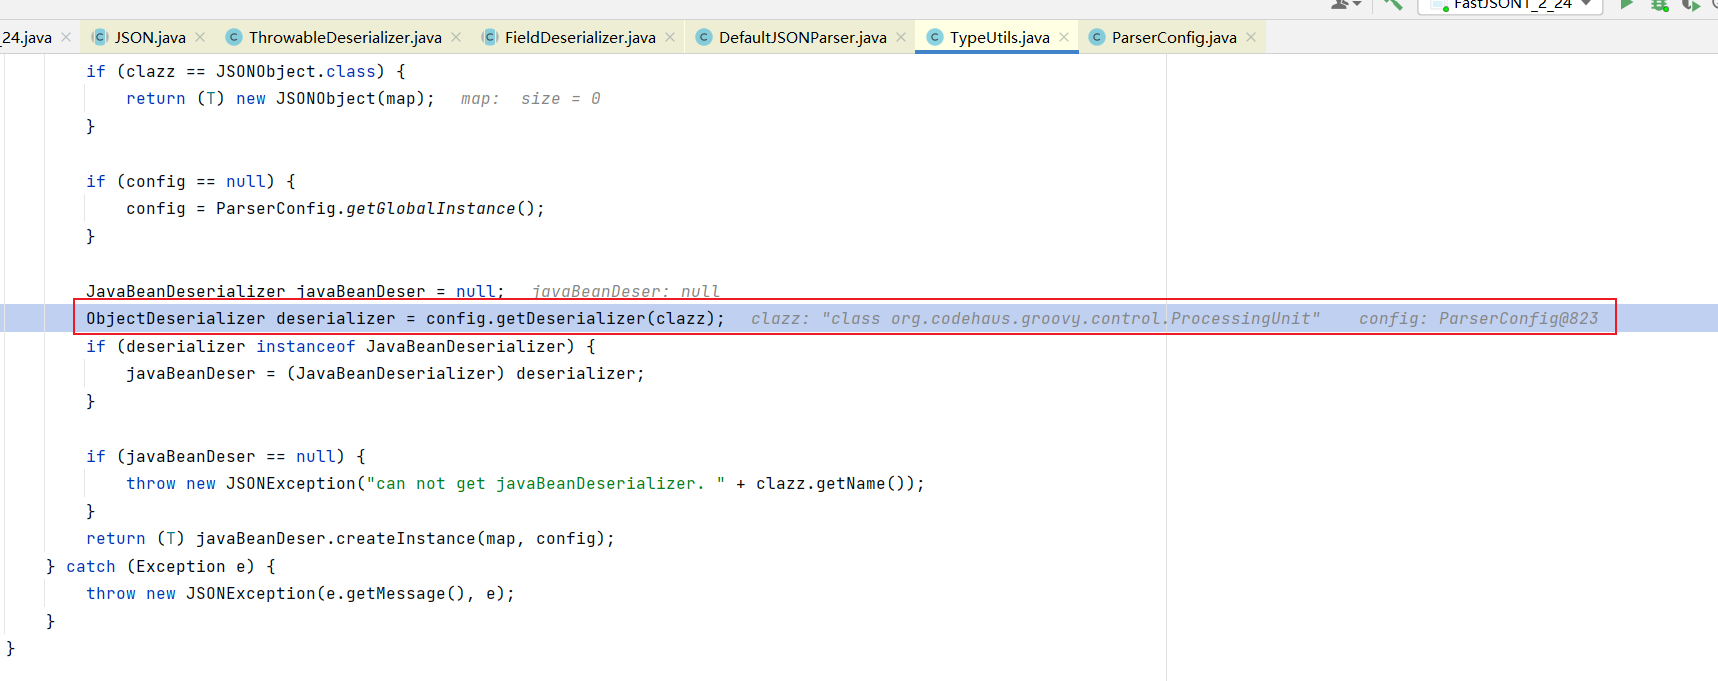 FastJSON1_2_24
_24.java JSON.java ThrowableDeserializer.java FieldDeserializer.java DefaultJSONParser.java TypeUtils.java ParserConfig.java
if (clazz == JSONObject.class) {
return (T) new JSONObject(map); map: size = 0
}
if (config == null) {
config = ParserConfig.getGlobalInstance();
}
JavaBeanDeserializer javaBeanDeser = null; javaBeanDeser: null
ObjectDeserializer deserializer = config.getDeserializer(clazz); clazz: "class org.codehaus.groovy.control.ProcessingUnit" config: ParserConfig@823
if (deserializer instanceof JavaBeanDeserializer) {
javaBeanDeser = (JavaBeanDeserializer) deserializer;
}
if (javaBeanDeser == null) {
throw new JSONException("can not get javaBeanDeserializer. " + clazz.getName());
}
return (T) javaBeanDeser.createInstance(map, config);
} catch (Exception e) {
throw new JSONException(e.getMessage(), e);
}
}